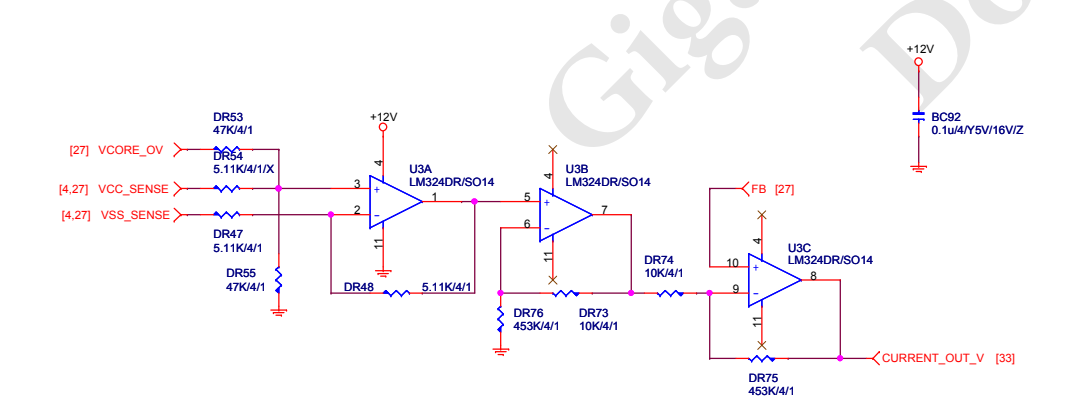 Giga
Do
+12V
BC92
0.1u/4/Y5V/16V/Z
DR53
47K/4/1
[27] VCORE_OV
DR54
5.11K/4/1/X
[4,27] VCC_SENSE
[4,27] VSS_SENSE
DR47
5.11K/4/1
DR55
47K/4/1
+12V
4
U3A
LM324DR/SO14
3
+
1
2
-
11
DR48
5.11K/4/1
4
U3B
LM324DR/SO14
5
+
7
6
-
11
DR76
453K/4/1
DR73
10K/4/1
DR74
10K/4/1
FB [27]
4
U3C
LM324DR/SO14
10
+
8
9
-
11
DR75
453K/4/1
CURRENT_OUT_V [33]